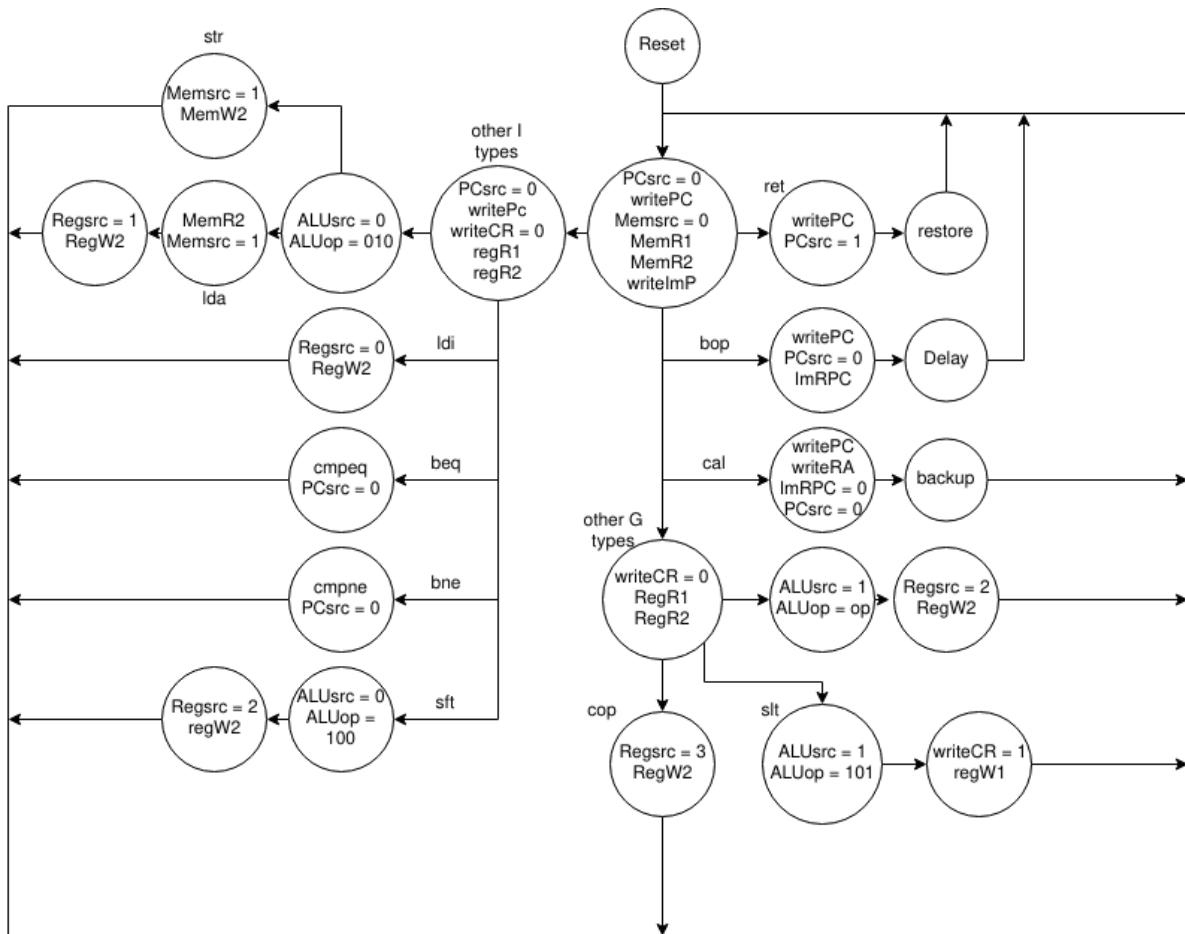 str
Reset
Memsrc = 1
MemW2
other I
types
PCsrc = 0
writePc
writeCR = 0
regR1
regR2
PCsrc = 0
writePC
Memsrc = 0
MemR1
MemR2
writeImP
ret
writePC
PCsrc = 1
restore
Regsrc = 1
RegW2
MemR2
Memsrc = 1
lda
ALUsrc = 0
ALUop = 010
Regsrc = 0
RegW2
ldi
bop
writePC
PCsrc = 0
ImRPC
Delay
cmpeq
PCsrc = 0
beq
cal
writePC
writeRA
ImRPC = 0
PCsrc = 0
backup
other G
types
cmpne
PCsrc = 0
bne
writeCR = 0
RegR1
RegR2
ALUsrc = 1
ALUop = op
Regsrc = 2
RegW2
Regsrc = 2
regW2
ALUsrc = 0
ALUop =
100
sft
cop
Regsrc = 3
RegW2
slt
ALUsrc = 1
ALUop = 101
writeCR = 1
regW1